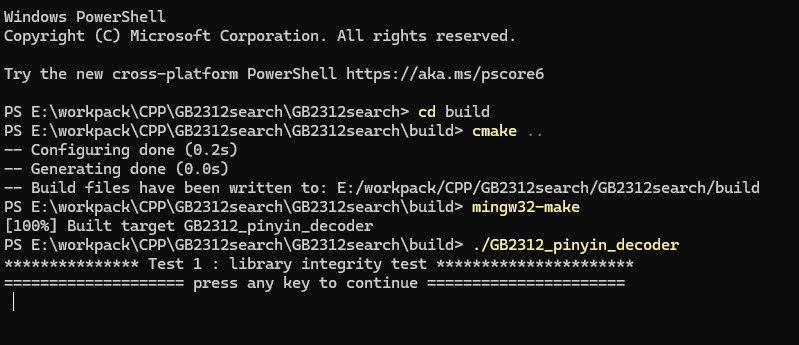 Windows PowerShell
Copyright (C) Microsoft Corporation. All rights reserved.
Try the new cross-platform PowerShell https://aka.ms/pscore6
PS E:\workpack\CPP\GB2312search\GB2312search> cd build
PS E:\workpack\CPP\GB2312search\GB2312search\build> cmake ..
-- Configuring done (0.2s)
-- Generating done (0.0s)
-- Build files have been written to: E:/workpack/CPP/GB2312search/GB2312search/build
PS E:\workpack\CPP\GB2312search\GB2312search\build> mingw32-make
[100%] Built target GB2312_pinyin_decoder
PS E:\workpack\CPP\GB2312search\GB2312search\build> ./GB2312_pinyin_decoder
*************** Test 1 : library integrity test **********************
==================== press any key to continue ======================